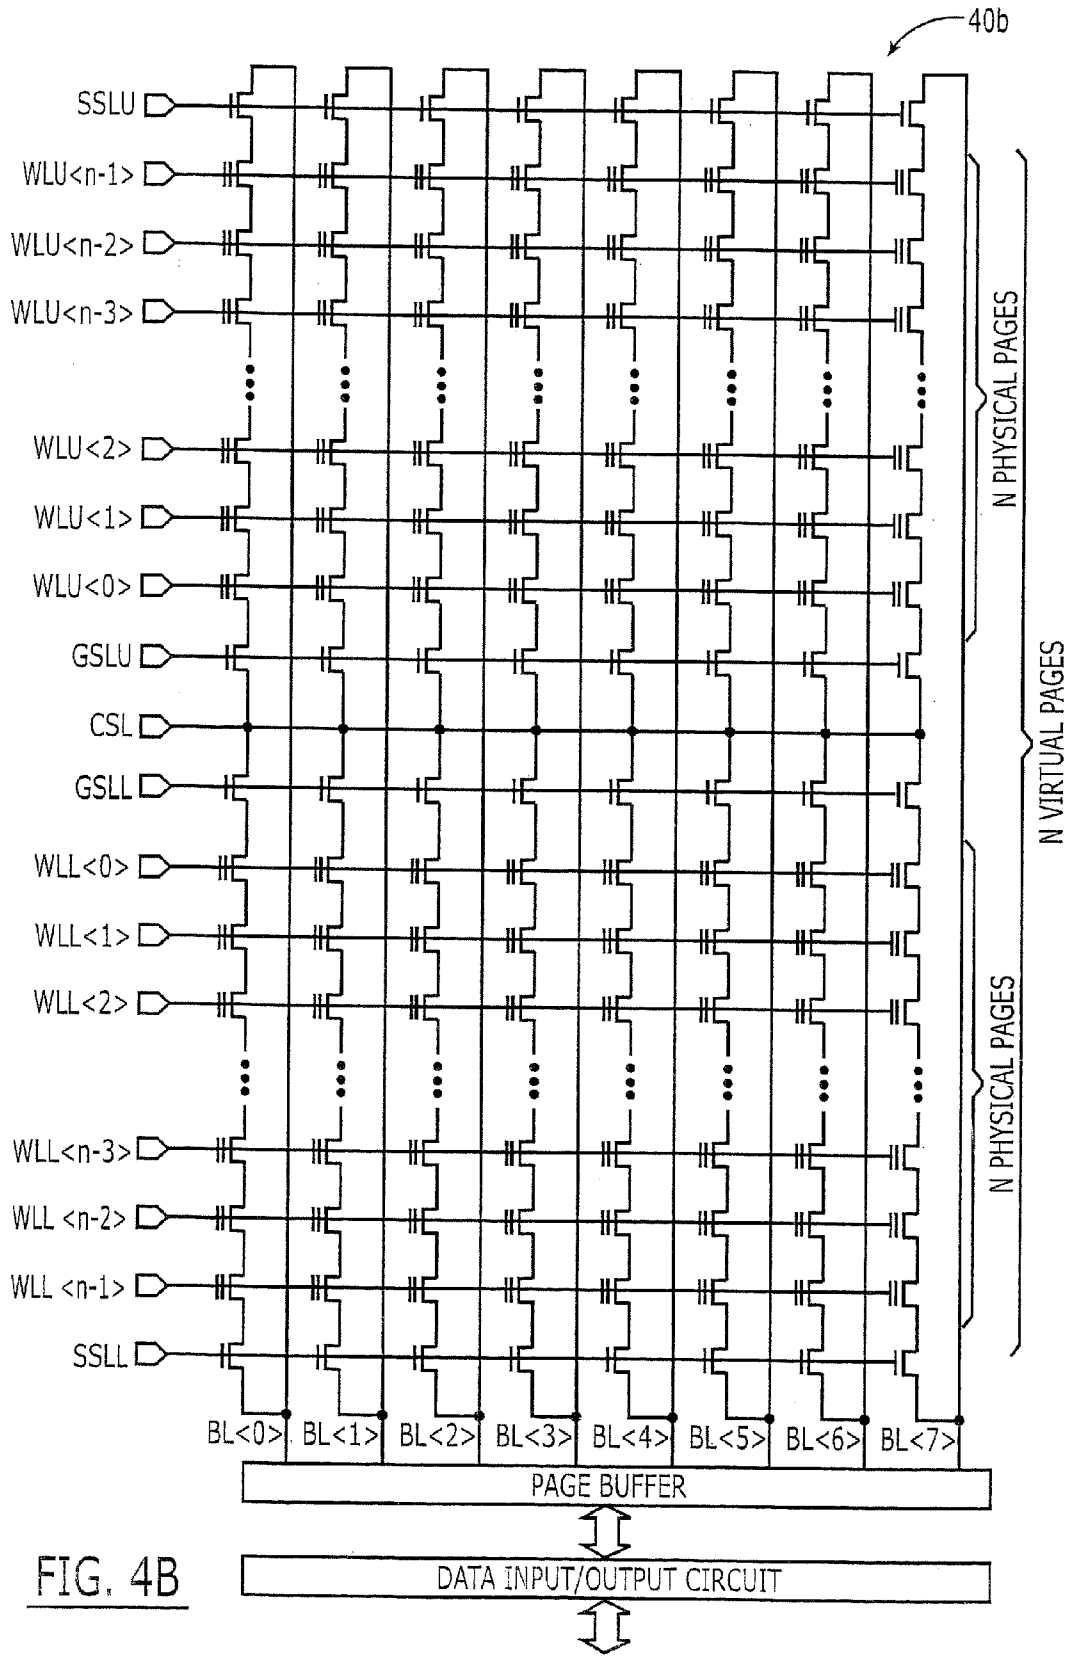 40b
SSLU
WLU<n-1>
WLU<n-2>
WLU<n-3>
WLU<2>
WLU<1>
WLU<0>
GSLU
CSL
GSLL
WLL<0>
WLL<1>
WLL<2>
WLL<n-3>
WLL <n-2>
WLL <n-1>
SSLL
N PHYSICAL PAGES
N VIRTUAL PAGES
N PHYSICAL PAGES
BL<0> BL<1> BL<2> BL<3> BL<4> BL<5> BL<6> BL<7>
PAGE BUFFER
DATA INPUT/OUTPUT CIRCUIT
FIG. 4B